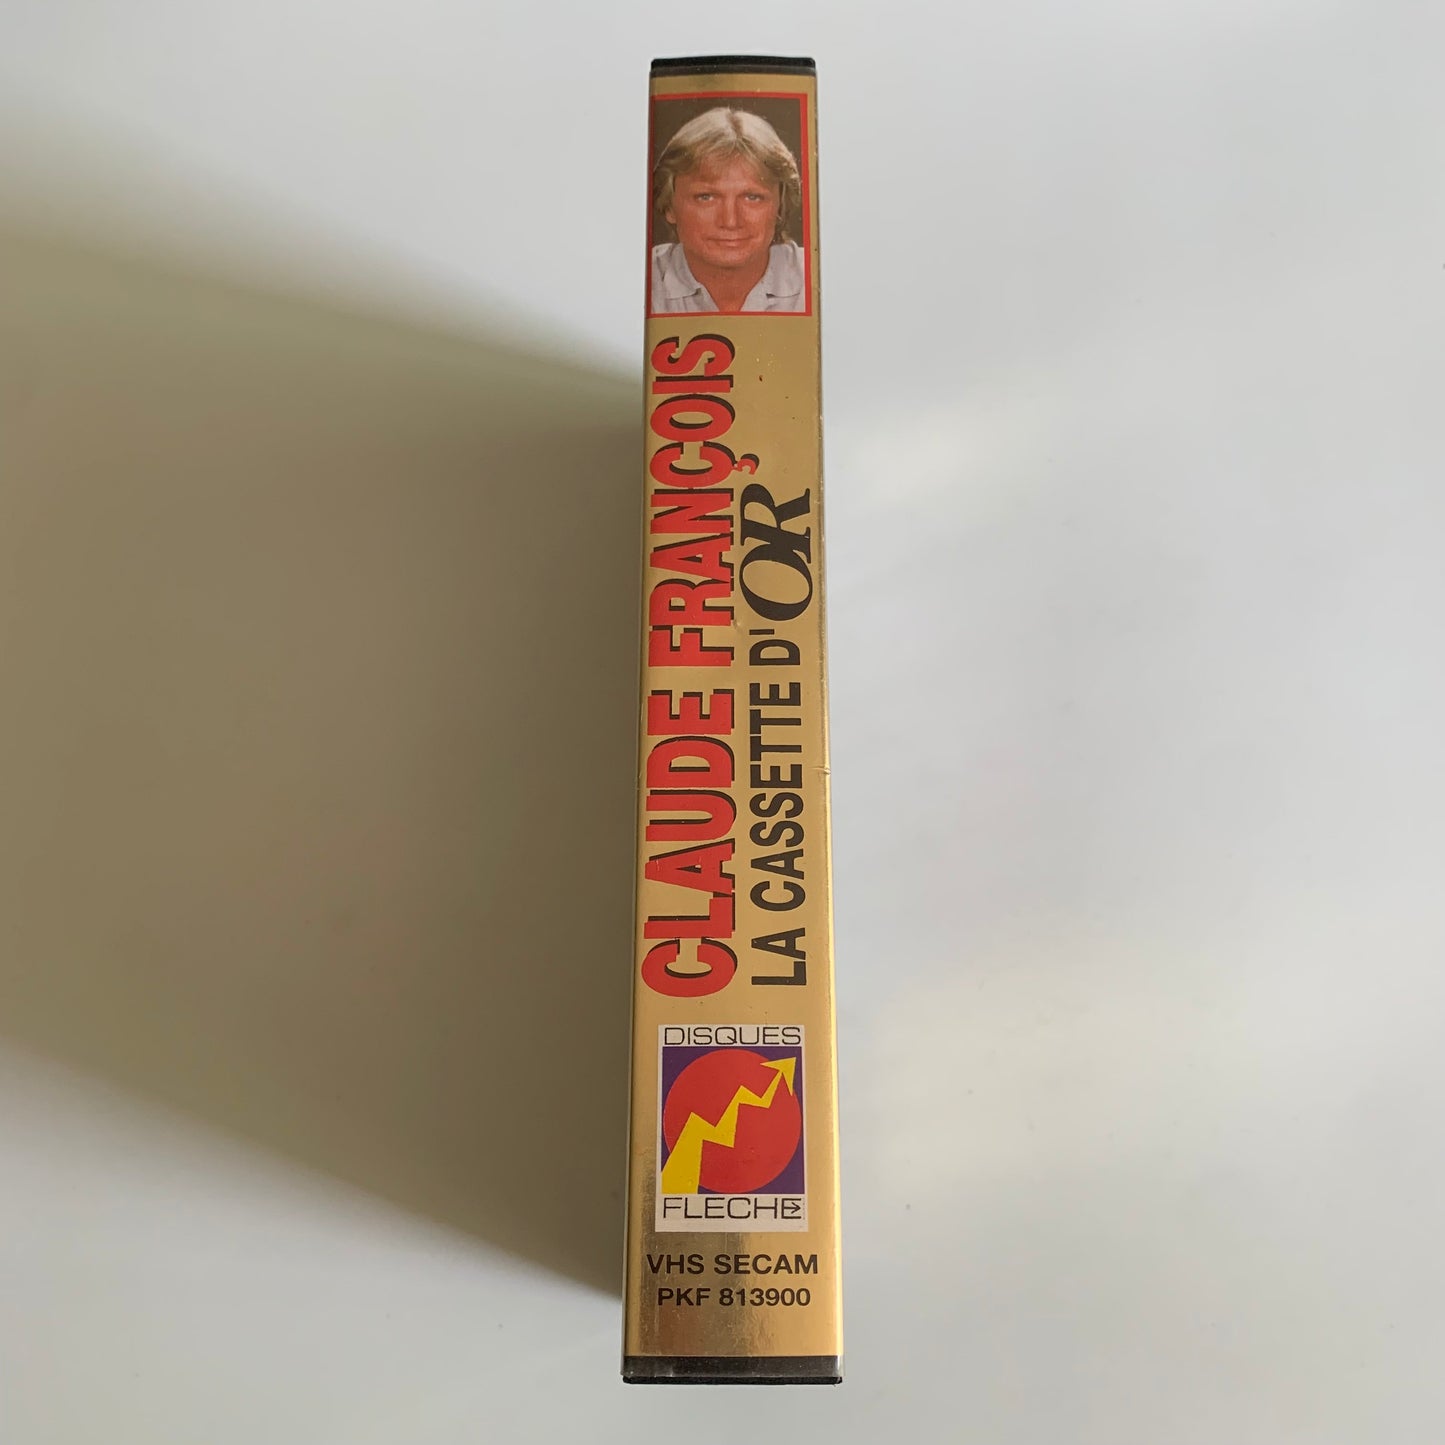 CLAUDE FRANÇOIS
LA CASSETTE D'OR
DISQUES
FLECHE
VHS SECAM
PKF 813900